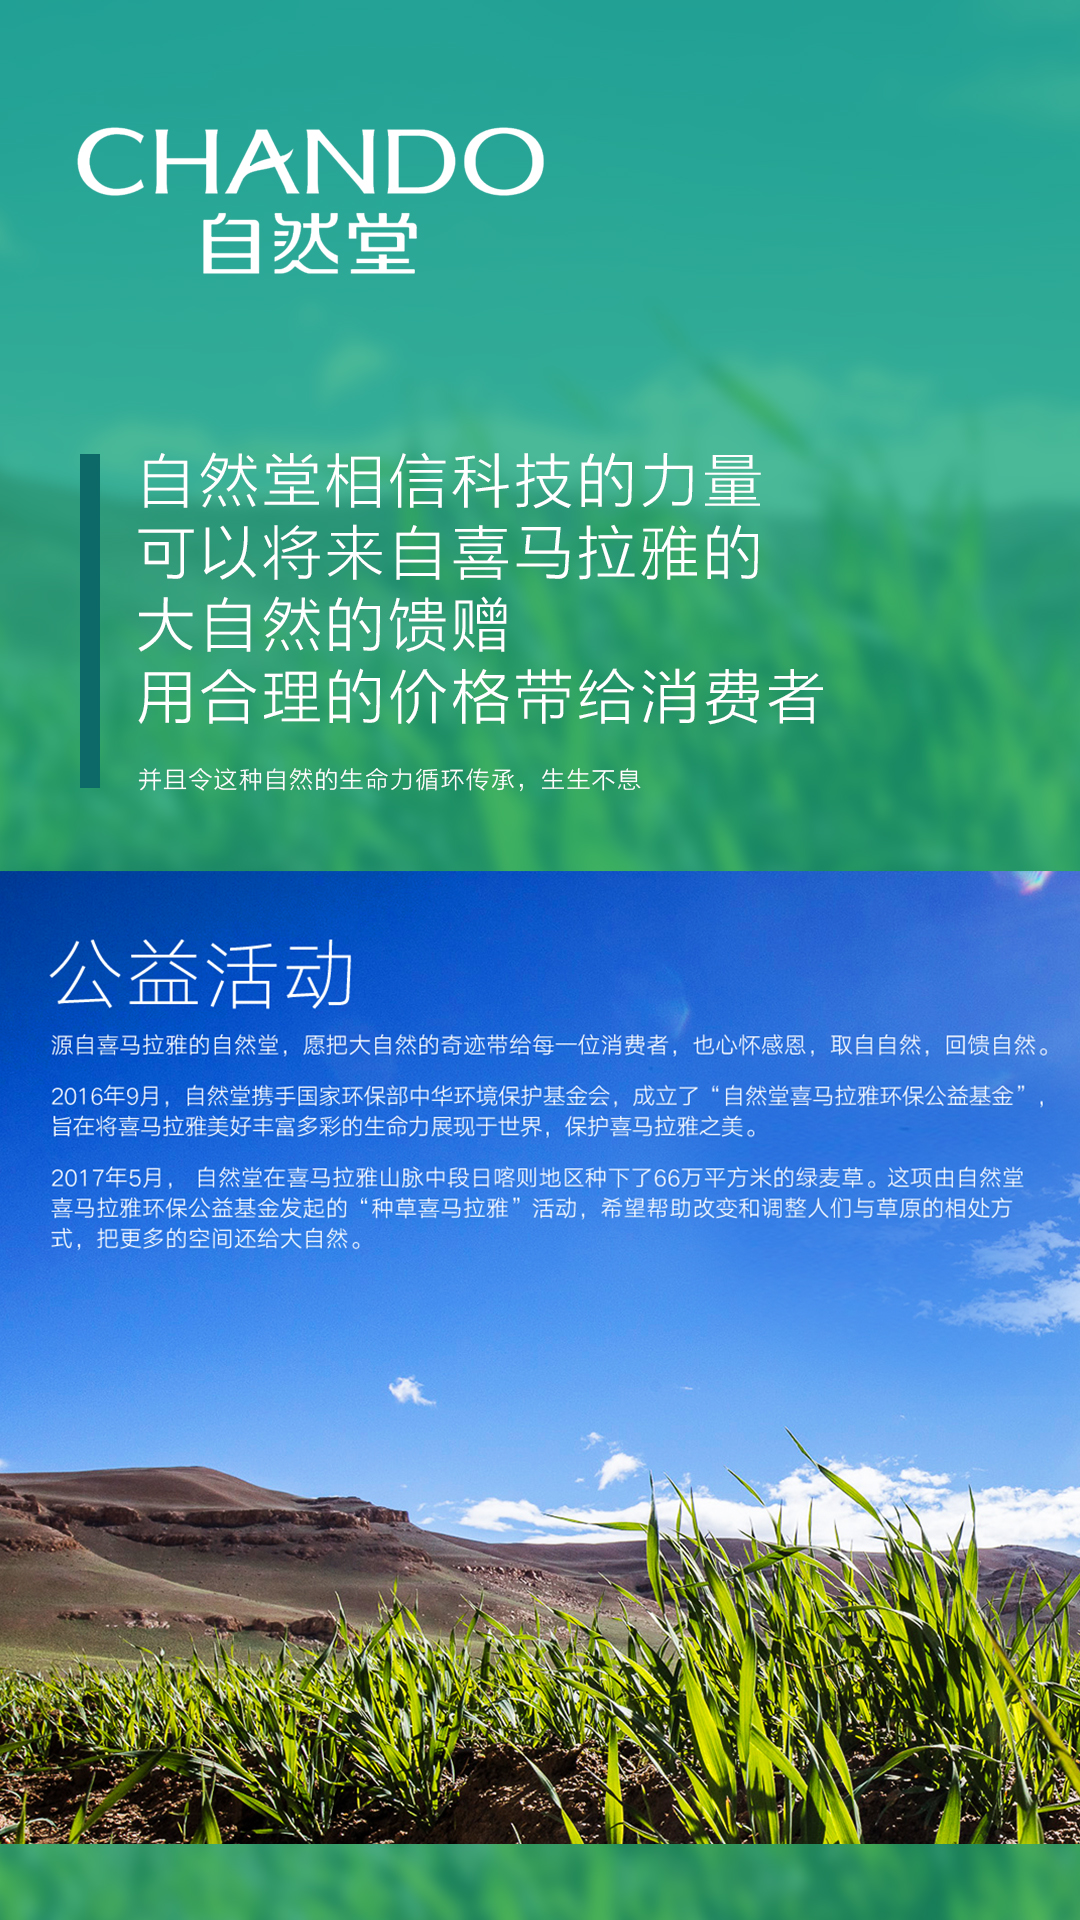 CHANDO
自然堂
自然堂相信科技的力量
可以将来自喜马拉雅的
大自然的馈赠
用合理的价格带给消费者
并且令这种自然的生命力循环传承，生生不息
公益活动
源自喜马拉雅的自然堂，愿把大自然的奇迹带给每一位消费者，也心怀感恩，取自自然，回馈自然。
2016年9月，自然堂携手国家环保部中华环境保护基金会，成立了“自然堂喜马拉雅环保公益基金”，
旨在将喜马拉雅美好丰富多彩的生命力展现于世界，保护喜马拉雅之美。
2017年5月， 自然堂在喜马拉雅山脉中段日喀则地区种下了66万平方米的绿麦草。这项由自然堂
喜马拉雅环保公益基金发起的“种草喜马拉雅”活动，希望帮助改变和调整人们与草原的相处方
式，把更多的空间还给大自然。